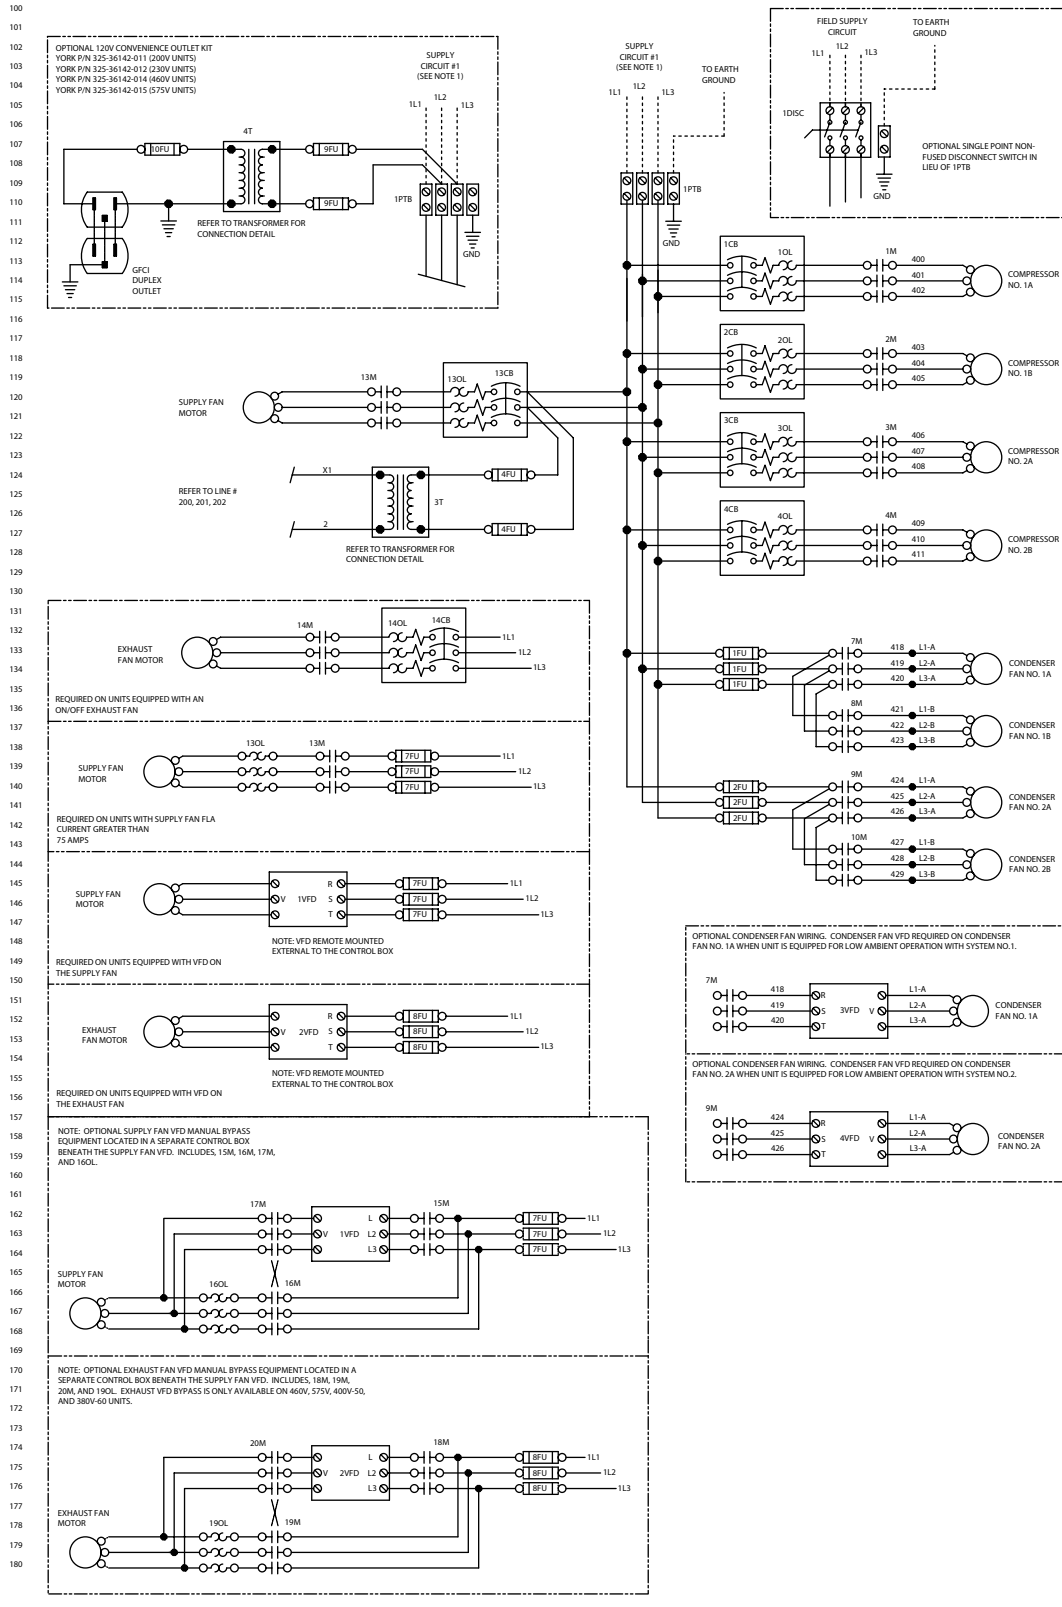 100
101
102
103
104
105
106
107
108
109
110
111
112
113
114
115
116
117
118
119
120
121
122
123
124
125
126
127
128
129
130
131
132
133
134
135
136
137
138
139
140
141
142
143
144
145
146
147
148
149
150
151
152
153
154
155
156
157
158
159
160
161
162
163
164
165
166
167
168
169
170
171
172
173
174
175
176
177
178
179
180
OPTIONAL 120V CONVENIENCE OUTLET KIT
YORK P/N 325-36142-011 (200V UNITS)
YORK P/N 325-36142-012 (230V UNITS)
YORK P/N 325-36142-014 (460V UNITS)
YORK P/N 325-36142-015 (575V UNITS)
SUPPLY
CIRCUIT #1
(SEE NOTE 1)
1L1
1L2
1L3
4T
10FU
9FU
9FU
1PTB
GND
REFER TO TRANSFORMER FOR
CONNECTION DETAIL
GFCI
DUPLEX
OUTLET
SUPPLY
CIRCUIT #1
(SEE NOTE 1)
1L1
1L2
1L3
TO EARTH
GROUND
1PTB
GND
FIELD SUPPLY
CIRCUIT
1L1
1L2
1L3
TO EARTH
GROUND
1DISC
GND
OPTIONAL SINGLE POINT NON-
FUSED DISCONNECT SWITCH IN
LIEU OF 1PTB
1CB
1OL
1M
400
401
402
COMPRESSOR
NO. 1A
2CB
2OL
2M
403
404
405
COMPRESSOR
NO. 1B
3CB
3OL
3M
406
407
408
COMPRESSOR
NO. 2A
4CB
4OL
4M
409
410
411
COMPRESSOR
NO. 2B
SUPPLY FAN
MOTOR
13M
13OL
13CB
X1
2
REFER TO LINE #
200, 201, 202
3T
4FU
4FU
REFER TO TRANSFORMER FOR
CONNECTION DETAIL
1FU
1FU
1FU
7M
418
419
420
L1-A
L2-A
L3-A
CONDENSER
FAN NO. 1A
8M
421
422
423
L1-B
L2-B
L3-B
CONDENSER
FAN NO. 1B
2FU
2FU
2FU
9M
424
425
426
L1-A
L2-A
L3-A
CONDENSER
FAN NO. 2A
10M
427
428
429
L1-B
L2-B
L3-B
CONDENSER
FAN NO. 2B
EXHAUST
FAN MOTOR
14M
14OL
14CB
1L1
1L2
1L3
REQUIRED ON UNITS EQUIPPED WITH AN
ON/OFF EXHAUST FAN
SUPPLY FAN
MOTOR
13OL
13M
7FU
7FU
7FU
1L1
1L2
1L3
REQUIRED ON UNITS WITH SUPPLY FAN FLA
CURRENT GREATER THAN
75 AMPS
SUPPLY FAN
MOTOR
V
1VFD
R
S
T
7FU
7FU
7FU
1L1
1L2
1L3
NOTE: VFD REMOTE MOUNTED
EXTERNAL TO THE CONTROL BOX
REQUIRED ON UNITS EQUIPPED WITH VFD ON
THE SUPPLY FAN
EXHAUST
FAN MOTOR
V
2VFD
R
S
T
8FU
8FU
8FU
1L1
1L2
1L3
NOTE: VFD REMOTE MOUNTED
EXTERNAL TO THE CONTROL BOX
REQUIRED ON UNITS EQUIPPED WITH VFD ON
THE EXHAUST FAN
OPTIONAL CONDENSER FAN WIRING. CONDENSER FAN VFD REQUIRED ON CONDENSER
FAN NO. 1A WHEN UNIT IS EQUIPPED FOR LOW AMBIENT OPERATION WITH SYSTEM NO.1.
7M
418
419
420
R
S
T
3VFD
V
L1-A
L2-A
L3-A
CONDENSER
FAN NO. 1A
OPTIONAL CONDENSER FAN WIRING. CONDENSER FAN VFD REQUIRED ON CONDENSER
FAN NO. 2A WHEN UNIT IS EQUIPPED FOR LOW AMBIENT OPERATION WITH SYSTEM NO.2.
9M
424
425
426
R
S
T
4VFD
V
L1-A
L2-A
L3-A
CONDENSER
FAN NO. 2A
NOTE: OPTIONAL SUPPLY FAN VFD MANUAL BYPASS
EQUIPMENT LOCATED IN A SEPARATE CONTROL BOX
BENEATH THE SUPPLY FAN VFD. INCLUDES, 15M, 16M, 17M,
AND 16OL.
17M
V
1VFD
L
L2
L3
15M
7FU
7FU
7FU
1L1
1L2
1L3
SUPPLY FAN
MOTOR
16OL
16M
NOTE: OPTIONAL EXHAUST FAN VFD MANUAL BYPASS EQUIPMENT LOCATED IN A
SEPARATE CONTROL BOX BENEATH THE SUPPLY FAN VFD. INCLUDES, 18M, 19M,
20M, AND 19OL. EXHAUST VFD BYPASS IS ONLY AVAILABLE ON 460V, 575V, 400V-50,
AND 380V-60 UNITS.
20M
V
2VFD
L
L2
L3
18M
8FU
8FU
8FU
1L1
1L2
1L3
EXHAUST FAN
MOTOR
19OL
19M